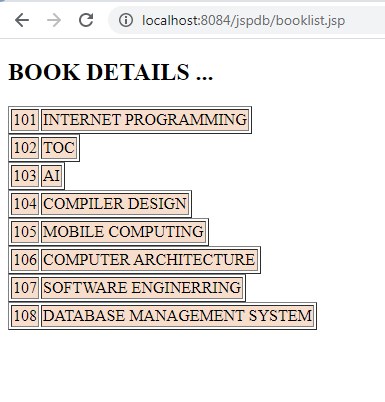 localhost:8084/jspdb/booklist.jsp
BOOK DETAILS ...
101 INTERNET PROGRAMMING
102 TOC
103 AI
104 COMPILER DESIGN
105 MOBILE COMPUTING
106 COMPUTER ARCHITECTURE
107 SOFTWARE ENGINERRING
108 DATABASE MANAGEMENT SYSTEM